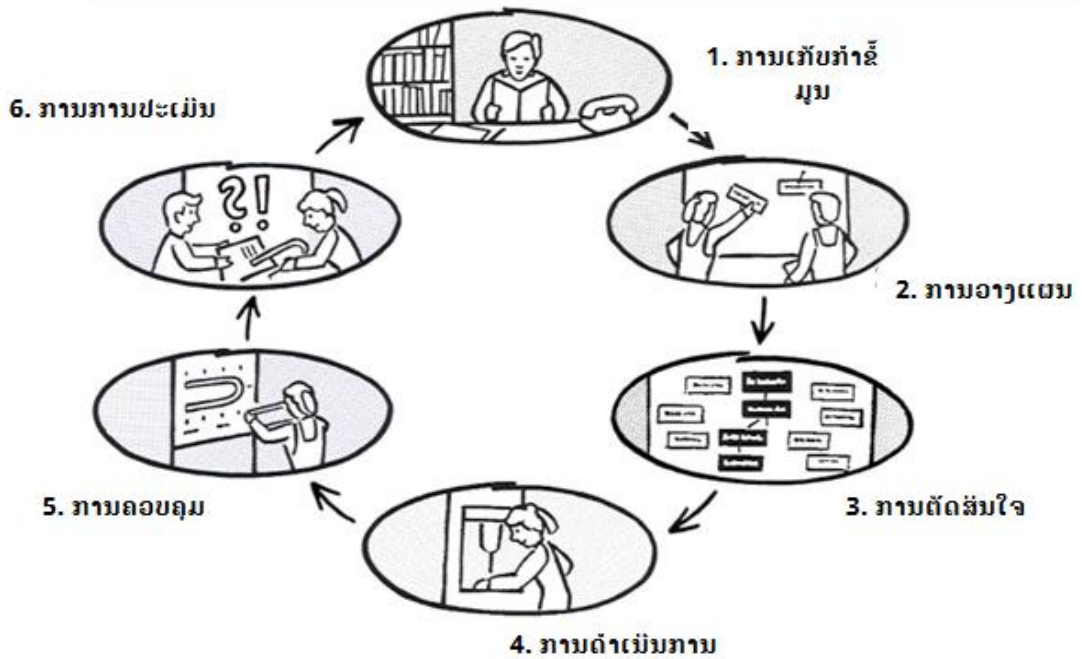 1. ການເກັບກຳຂໍ້
ມູນ
2. ການວາງແຜນ
3. ການຕັດສິນໃຈ
4. ການດຳເນີນການ
5. ການຄວບຄຸມ
6. ການການປະເມີນ
?!